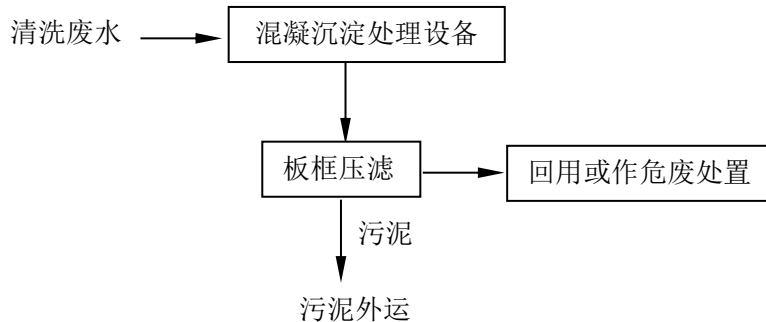 清洗废水
混凝沉淀处理设备
板框压滤
回用或作危废处置
污泥
污泥外运